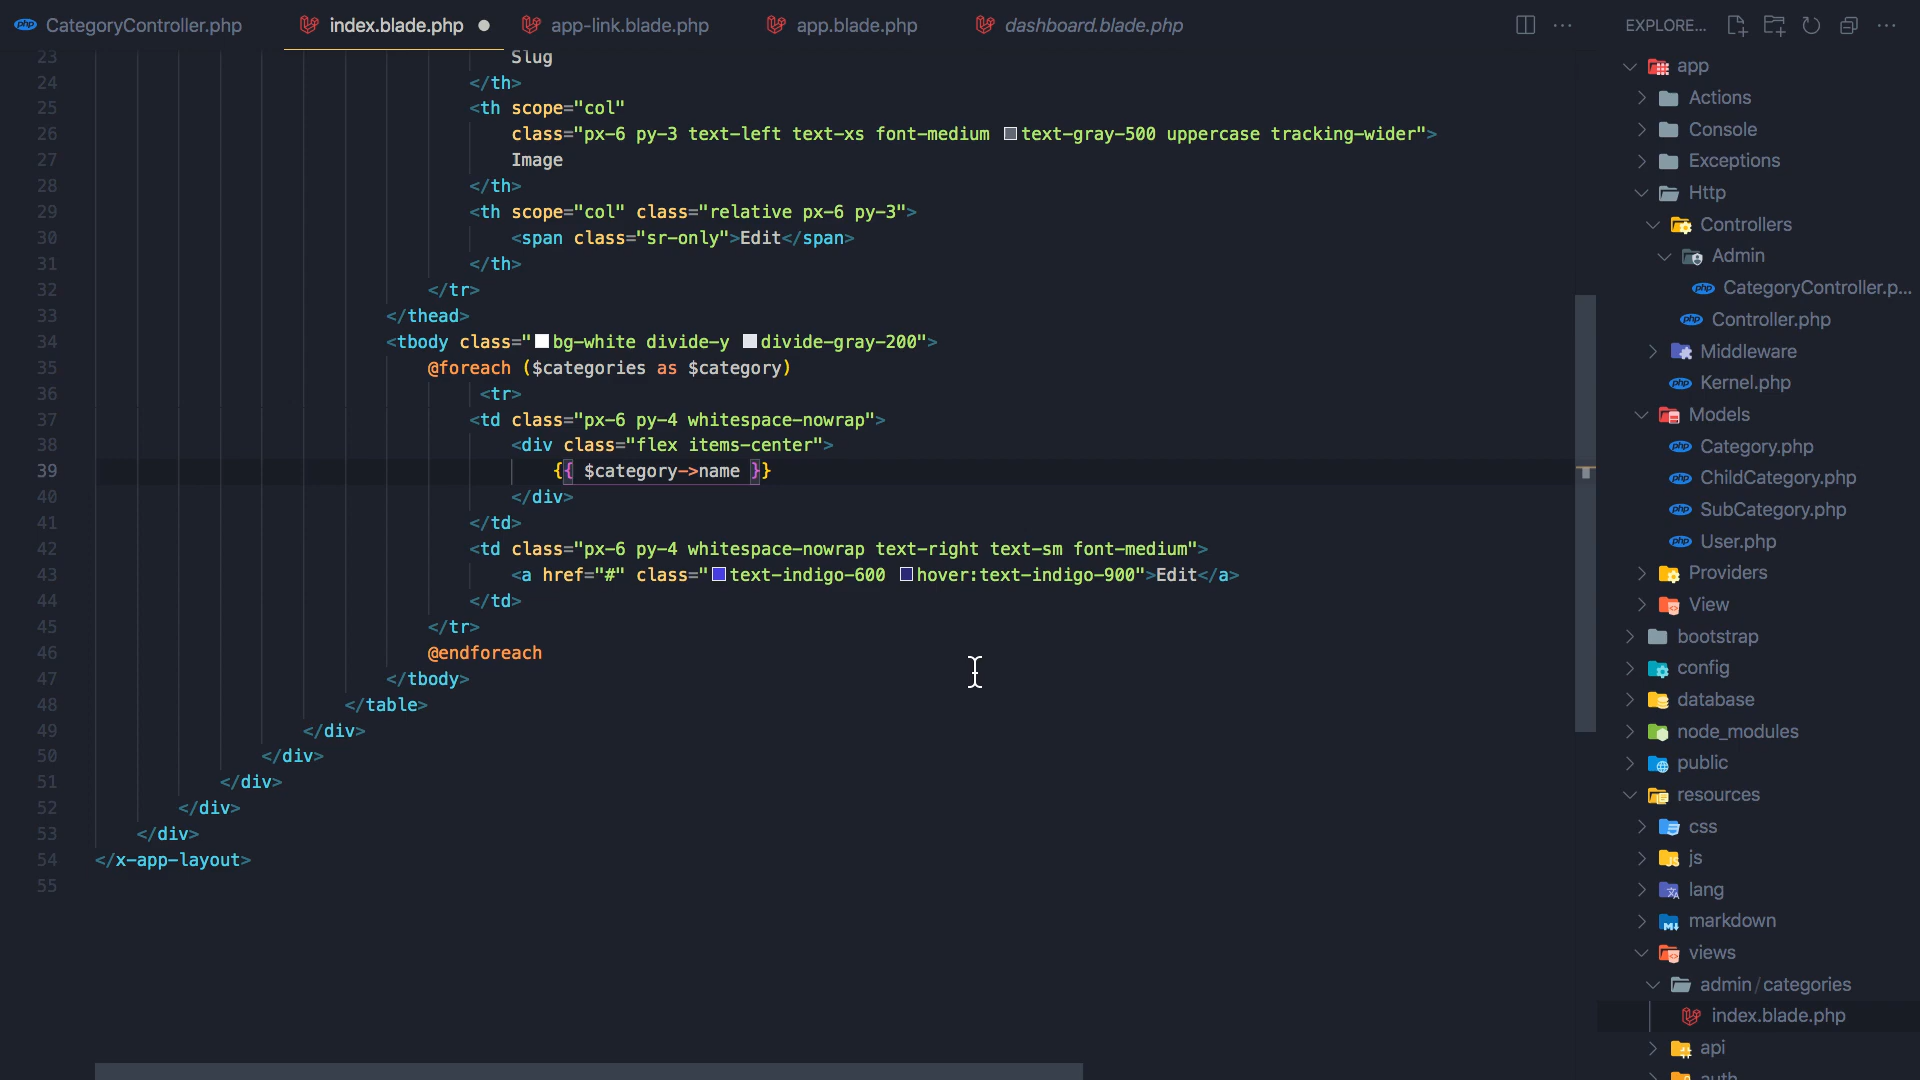 CategoryController.php index.blade.php app-link.blade.php app.blade.php dashboard.blade.php EXPLORE...
23 Slug
24 </th>
25 <th scope="col"
26 class="px-6 py-3 text-left text-xs font-medium text-gray-500 uppercase tracking-wider">
27 Image
28 </th>
29 <th scope="col" class="relative px-6 py-3">
30 <span class="sr-only">Edit</span>
31 </th>
32 </tr>
33 </thead>
34 <tbody class="bg-white divide-y divide-gray-200">
35 @foreach ($categories as $category)
36 <tr>
37 <td class="px-6 py-4 whitespace-nowrap">
38 <div class="flex items-center">
39 {{ $category->name }}
40 </div>
41 </td>
42 <td class="px-6 py-4 whitespace-nowrap text-right text-sm font-medium">
43 <a href="#" class="text-indigo-600 hover:text-indigo-900">Edit</a>
44 </td>
45 </tr>
46 @endforeach
47 </tbody>
48 </table>
49 </div>
50 </div>
51 </div>
52 </div>
53 </div>
54 </x-app-layout>
55
app
Actions
Console
Exceptions
Http
Controllers
Admin
CategoryController.p...
Controller.php
Middleware
Kernel.php
Models
Category.php
ChildCategory.php
SubCategory.php
User.php
Providers
View
bootstrap
config
database
node_modules
public
resources
css
js
lang
markdown
views
admin/categories
index.blade.php
api
auth